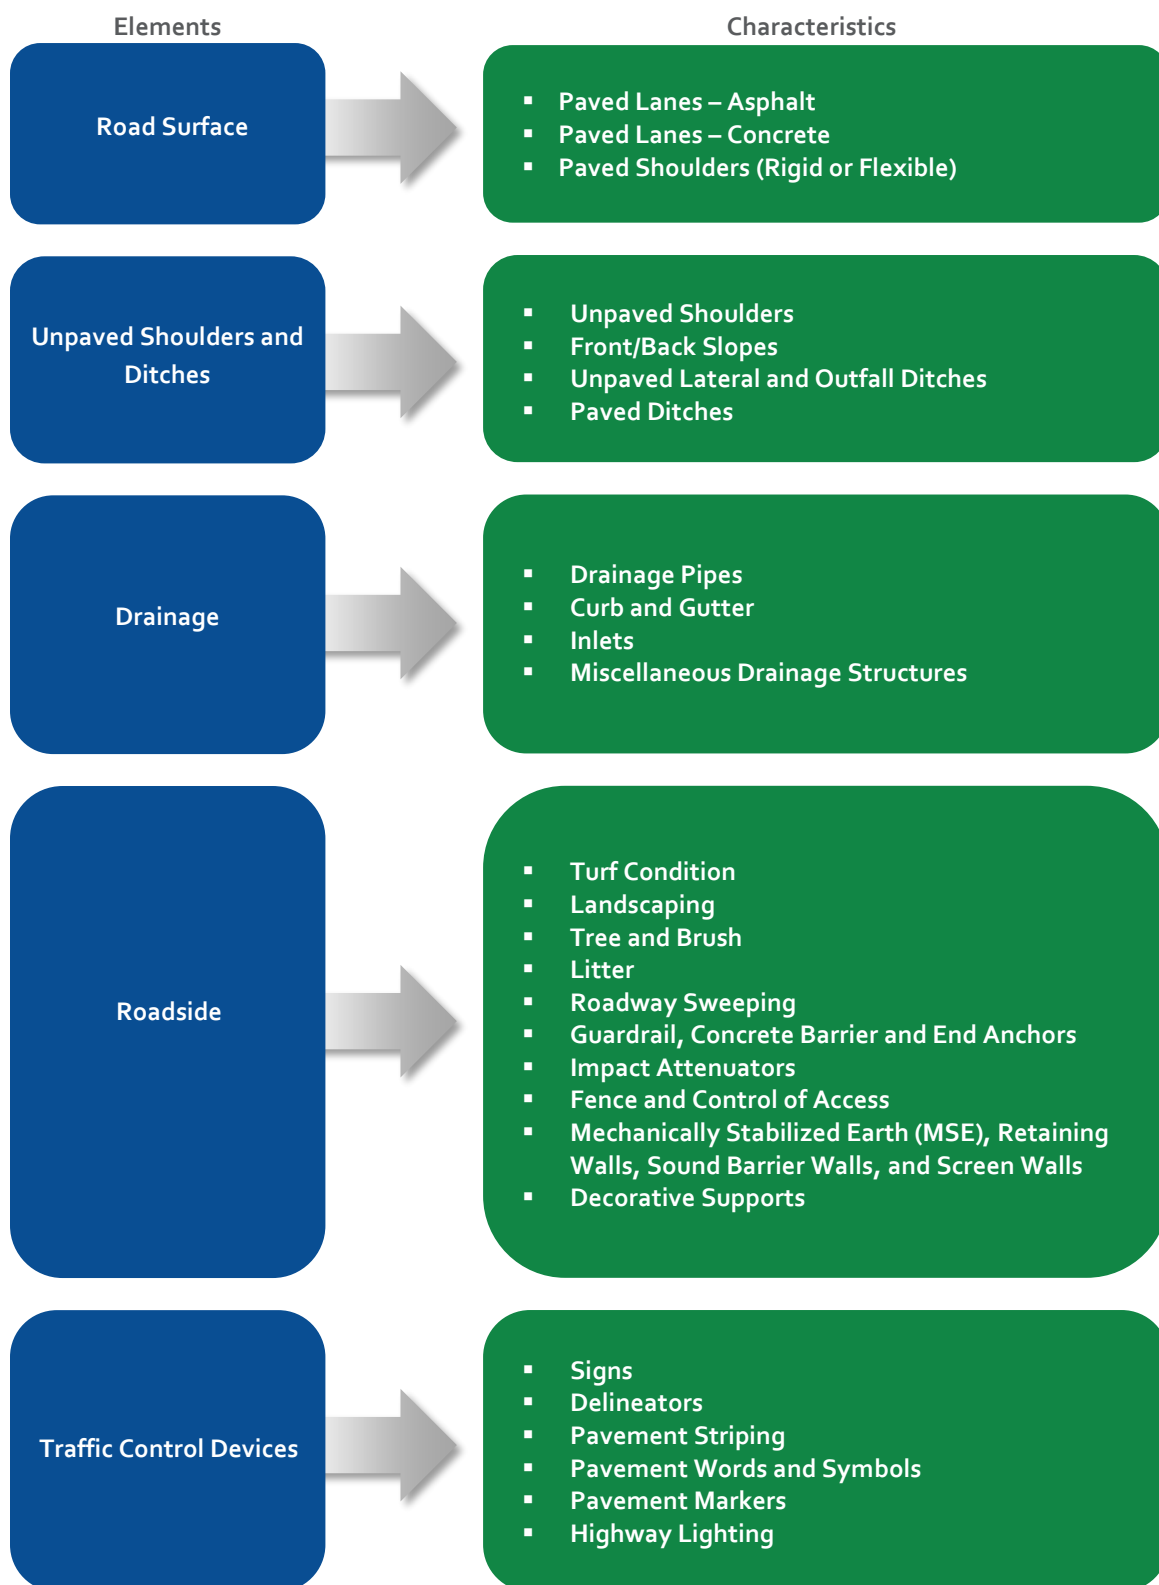 Elements
Characteristics
Road Surface
▪ Paved Lanes – Asphalt
▪ Paved Lanes – Concrete
▪ Paved Shoulders (Rigid or Flexible)
Unpaved Shoulders and
Ditches
▪ Unpaved Shoulders
▪ Front/Back Slopes
▪ Unpaved Lateral and Outfall Ditches
▪ Paved Ditches
Drainage
▪ Drainage Pipes
▪ Curb and Gutter
▪ Inlets
▪ Miscellaneous Drainage Structures
Roadside
▪ Turf Condition
▪ Landscaping
▪ Tree and Brush
▪ Litter
▪ Roadway Sweeping
▪ Guardrail, Concrete Barrier and End Anchors
▪ Impact Attenuators
▪ Fence and Control of Access
▪ Mechanically Stabilized Earth (MSE), Retaining
Walls, Sound Barrier Walls, and Screen Walls
▪ Decorative Supports
Traffic Control Devices
▪ Signs
▪ Delineators
▪ Pavement Striping
▪ Pavement Words and Symbols
▪ Pavement Markers
▪ Highway Lighting